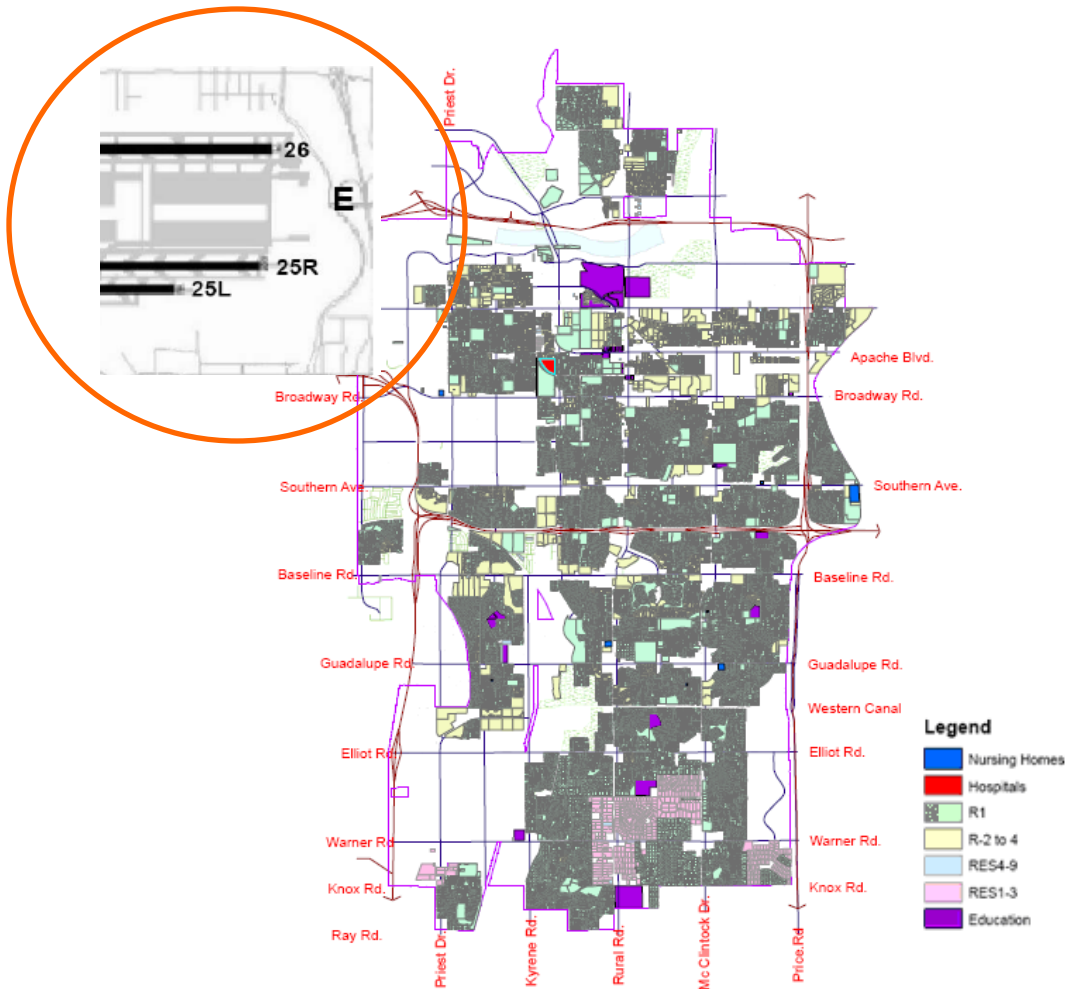 Priest Dr.
26
E
25R
25L
Apache Blvd.
Broadway Rd.
Broadway Rd.
Southern Ave.
Southern Ave.
Baseline Rd.
Baseline Rd.
Guadalupe Rd.
Guadalupe Rd.
Western Canal
Legend
Nursing Homes
Hospitals
R1
R-2 to 4
RES4-9
RES1-3
Education
Elliot Rd.
Elliot Rd.
Warner Rd.
Warner Rd.
Knox Rd.
Knox Rd.
Ray Rd.
Priest Dr.
Kyrene Rd.
Rural Rd.
Mc Clintock Dr.
Price.Rd